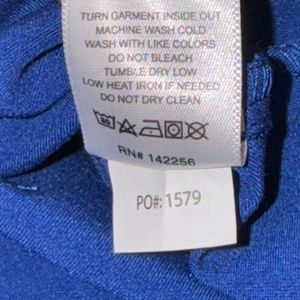 TURN GARMENT INSIDE OUT
MACHINE WASH COLD
WASH WITH LIKE COLORS
DO NOT BLEACH
TUMBLE DRY LOW
LOW HEAT IRON IF NEEDED
DO NOT DRY CLEAN
RN# 142256
PO#: 1579